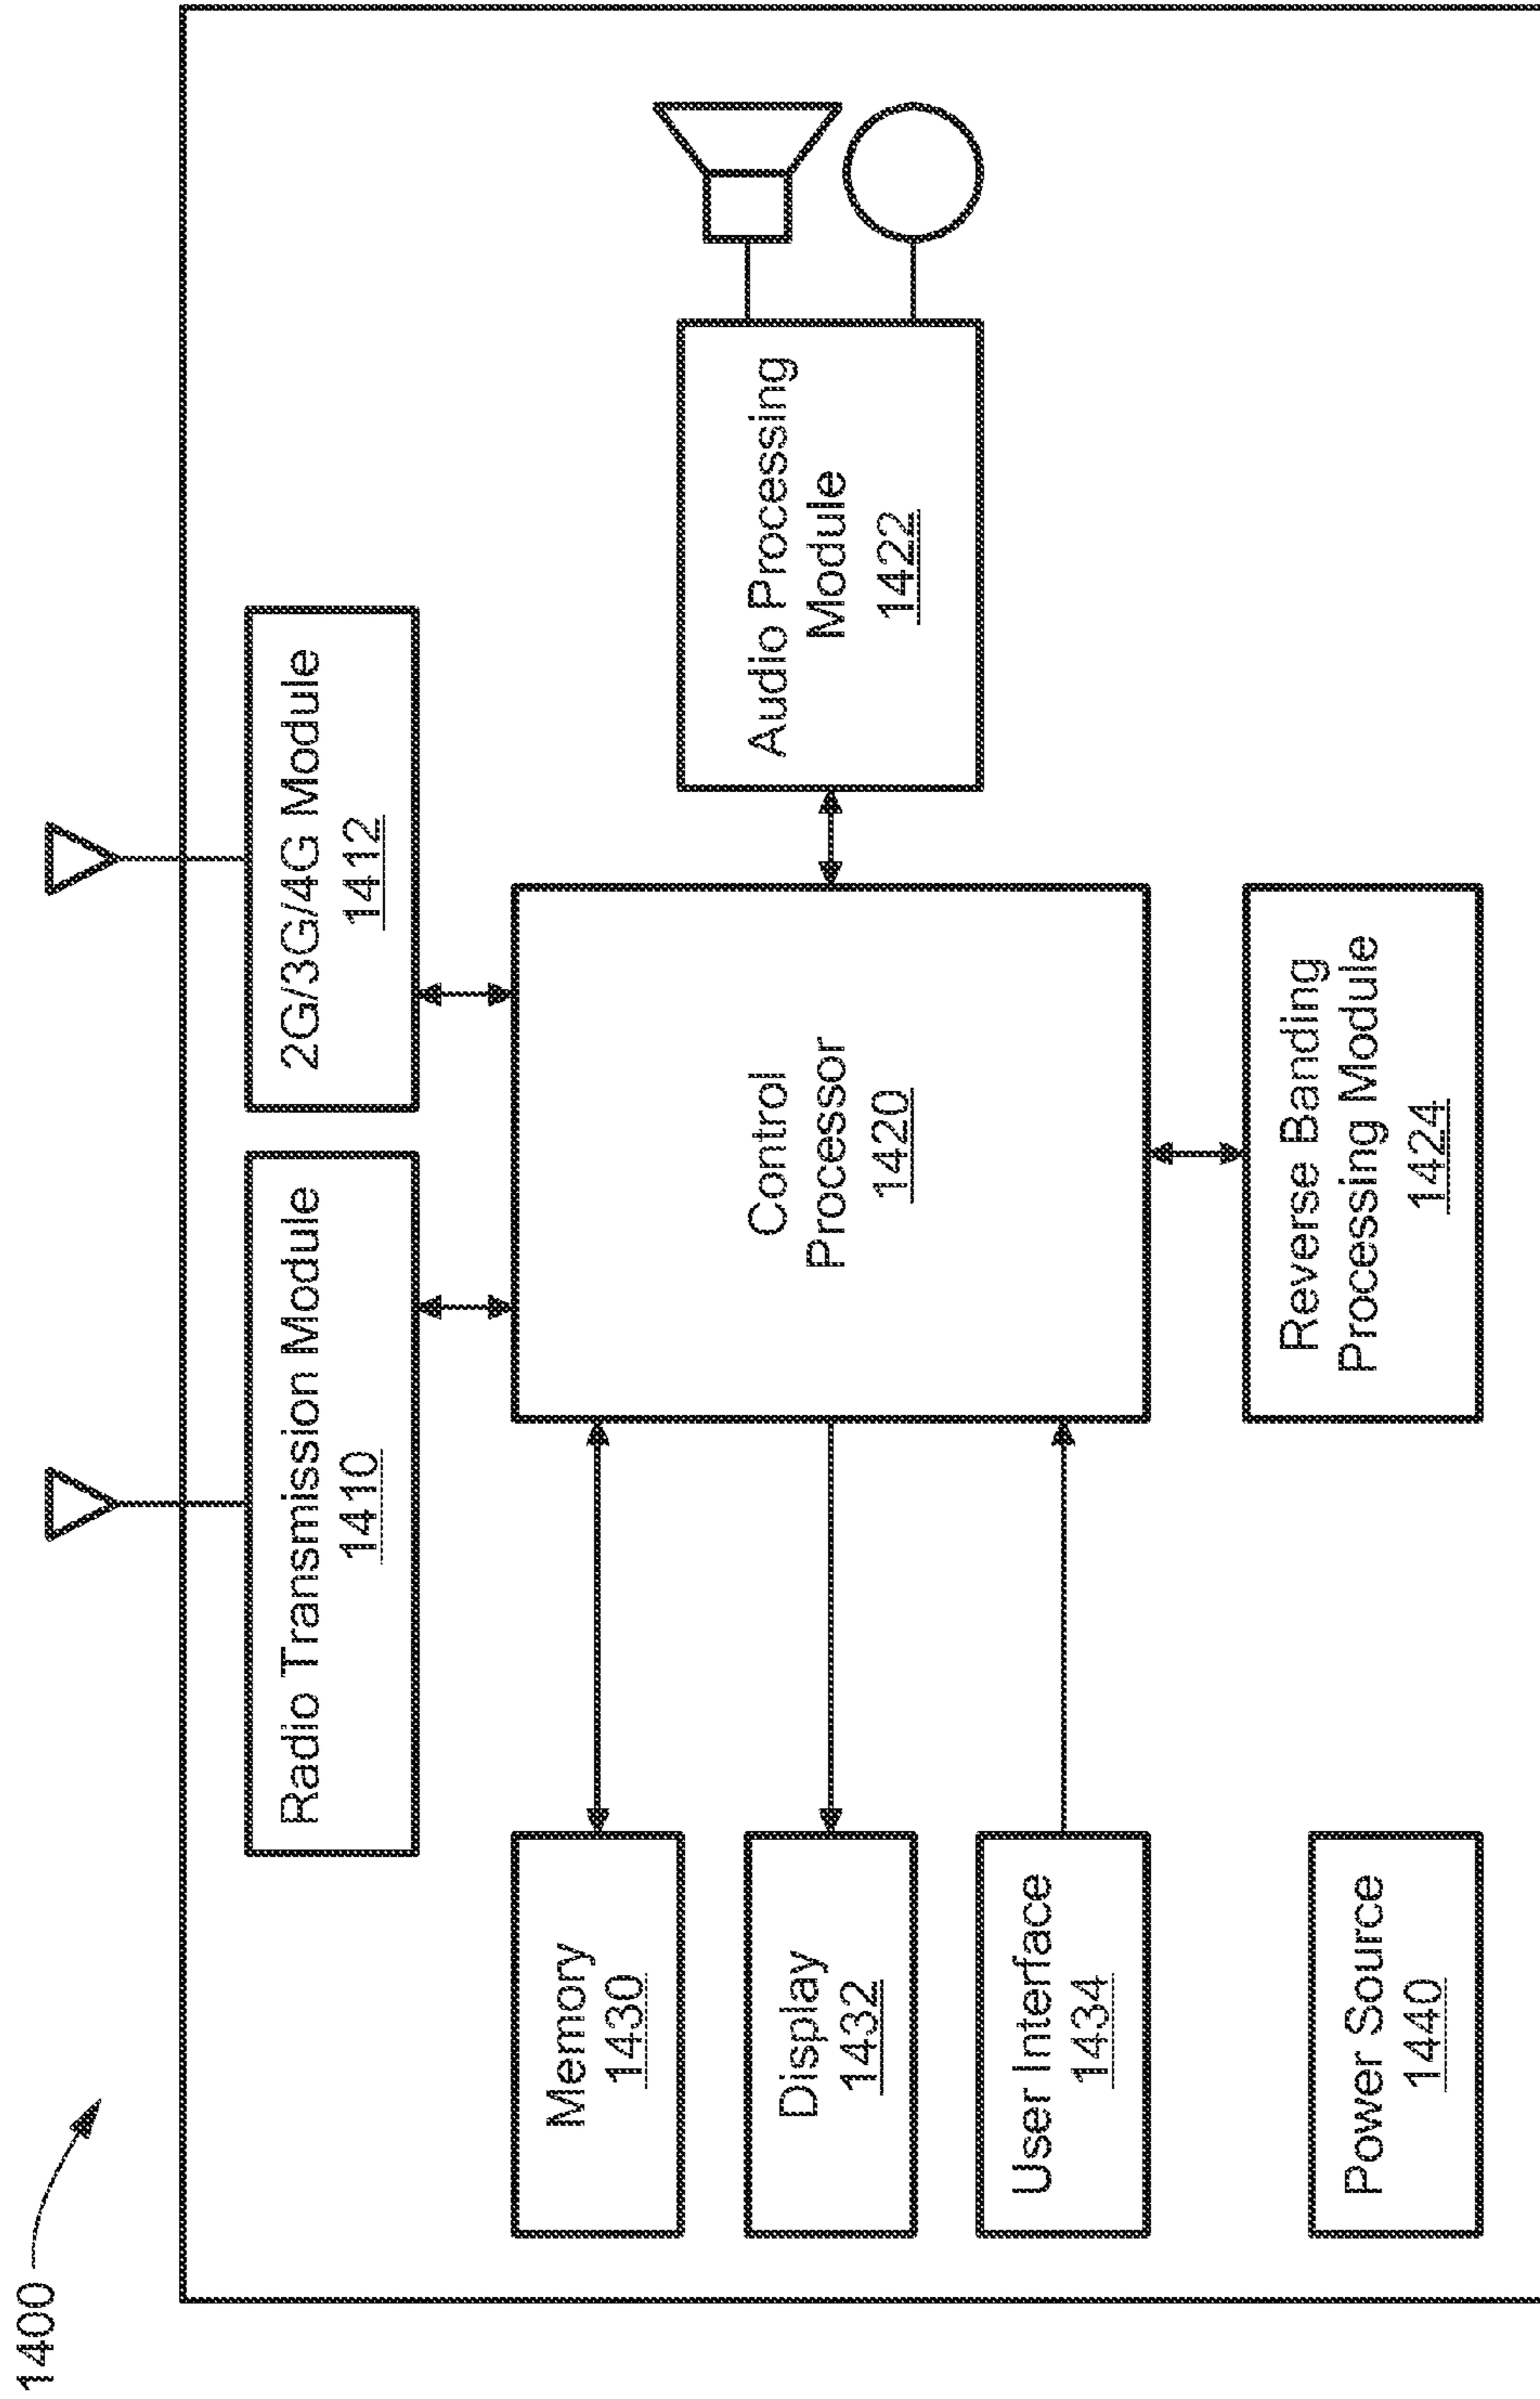 1400
Radio Transmission Module
1410
2G/3G/4G Module
1412
Memory
1430
Display
1432
User Interface
1434
Power Source
1440
Control
Processor
1420
Audio Processing
Module
1422
Reverse Banding
Processing Module
1424